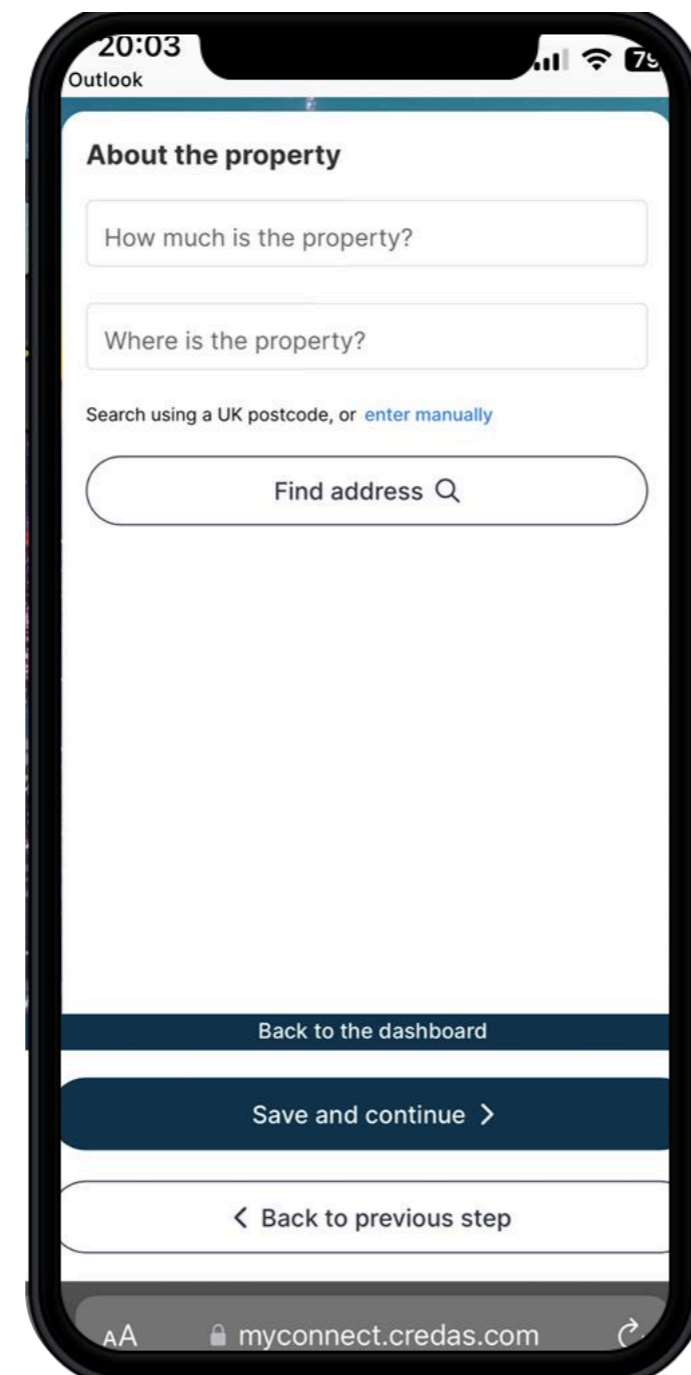 20:03
Outlook
79
About the property
How much is the property?
Where is the property?
Search using a UK postcode, or enter manually
Find address
Back to the dashboard
Save and continue
Back to previous step
AA myconnect.credas.com